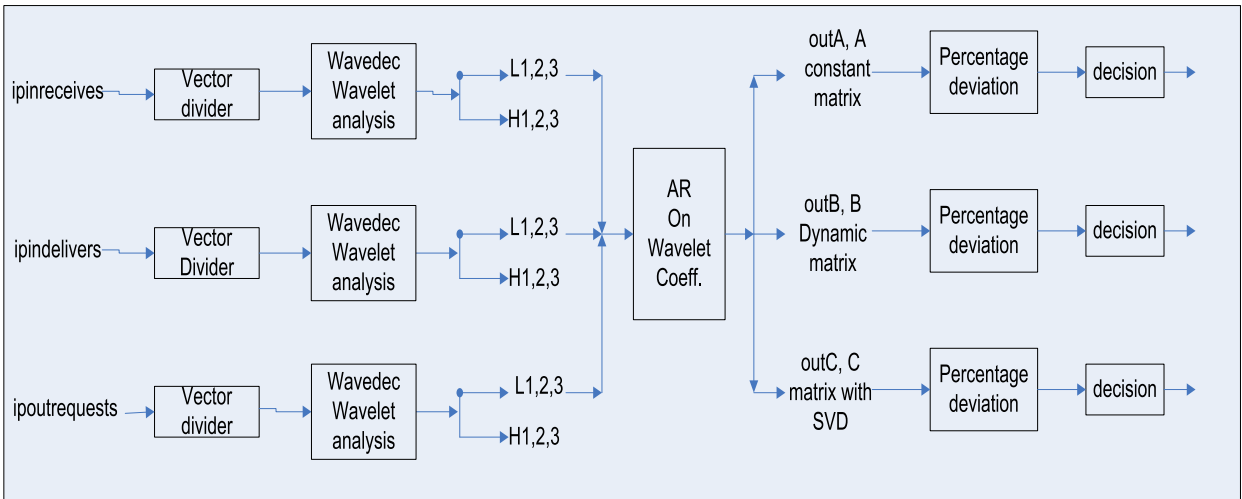 ipinreceives
Vector
divider
Wavedec
Wavelet
analysis
L1,2,3
H1,2,3
ipindelivers
Vector
Divider
Wavedec
Wavelet
analysis
L1,2,3
H1,2,3
ipoutrequests
Vector
divider
Wavedec
Wavelet
analysis
L1,2,3
H1,2,3
AR
On
Wavelet
Coeff.
outA, A
constant
matrix
Percentage
deviation
decision
outB, B
Dynamic
matrix
Percentage
deviation
decision
outC, C
matrix with
SVD
Percentage
deviation
decision